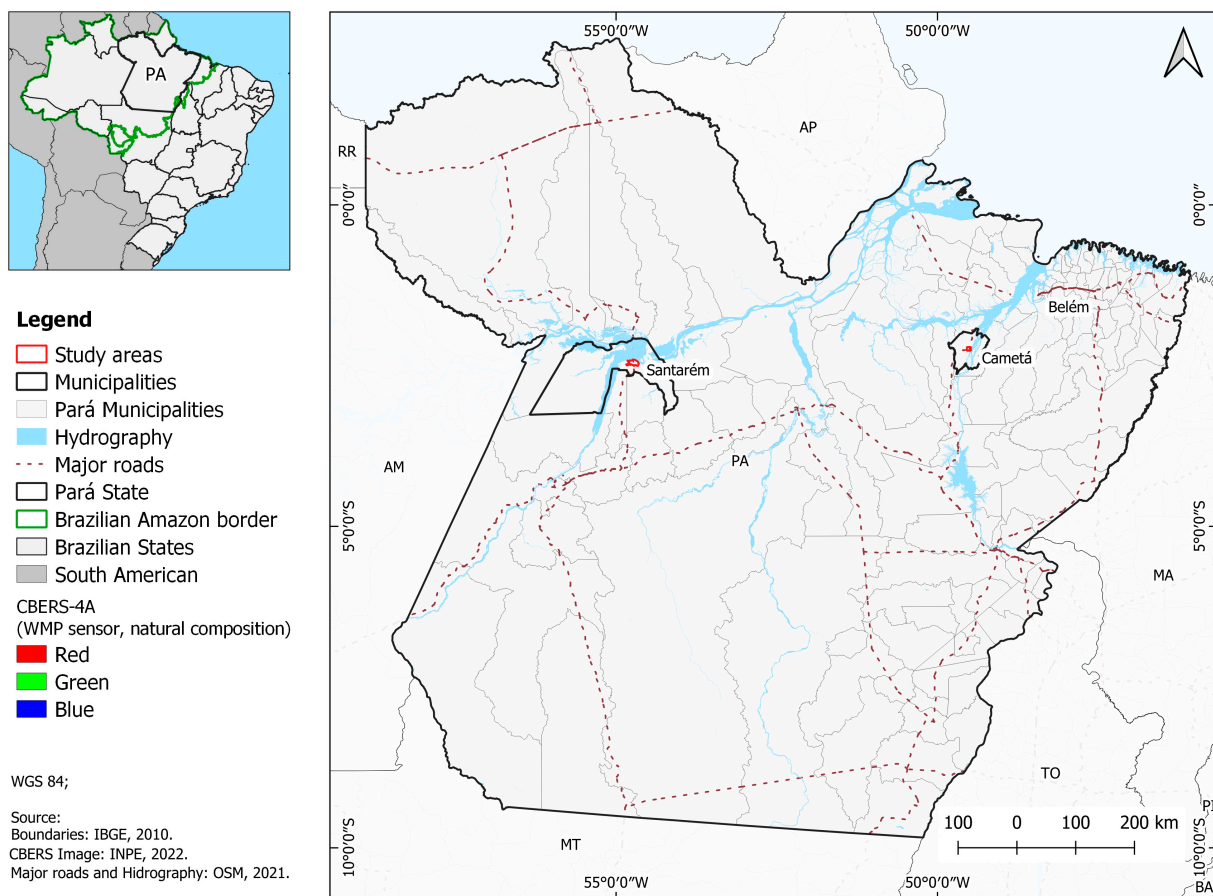 PA
Legend
Study areas
Municipalities
Pará Municipalities
Hydrography
Major roads
Pará State
Brazilian Amazon border
Brazilian States
South American
CBERS-4A
(WMP sensor, natural composition)
Red
Green
Blue
WGS 84;
Source:
Boundaries: IBGE, 2010.
CBERS Image: INPE, 2022.
Major roads and Hidrography: OSM, 2021.
55°0'0"W
50°0'0"W
AP
RR
0°0'0"
0°0'0"
Belém
Cametá
Santarém
AM
PA
5°0'0"S
5°0'0"S
MA
TO
PI
100 0 100 200 km
MT
10°0'0"S
10°0'0"S
BA
55°0'0"W
50°0'0"W